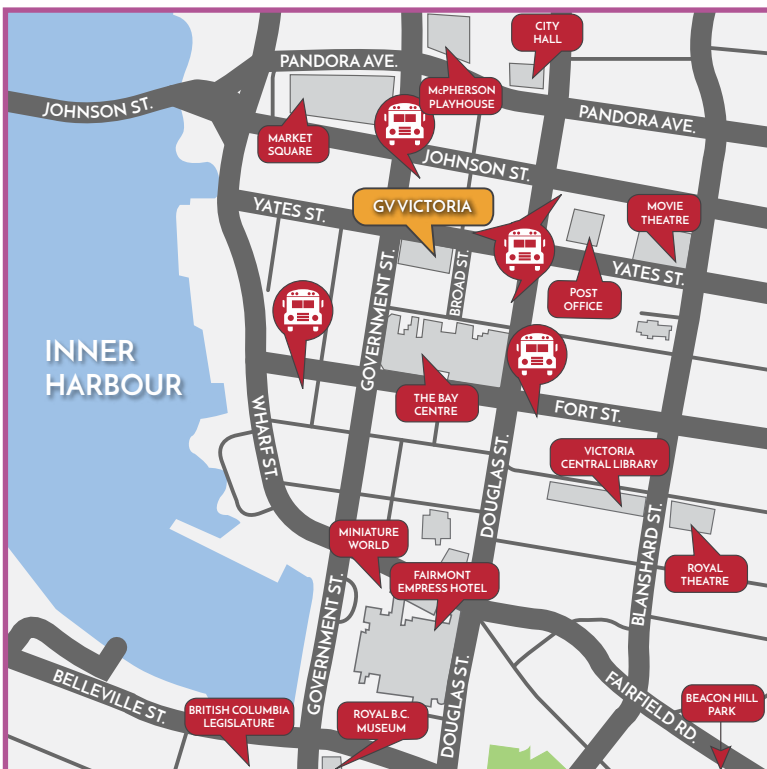 CITY
HALL
PANDORA AVE.
McPHERSON
PLAYHOUSE
JOHNSON ST.
PANDORA AVE.
MARKET
SQUARE
JOHNSON ST.
YATES ST.
GV VICTORIA
MOVIE
THEATRE
YATES ST.
BROAD ST.
POST
OFFICE
GOVERNMENT ST.
INNER
HARBOUR
THE BAY
CENTRE
FORT ST.
WHARF ST.
VICTORIA
CENTRAL LIBRARY
DOUGLAS ST.
MINIATURE
WORLD
BLANSHARD ST.
ROYAL
THEATRE
FAIRMONT
EMPRESS HOTEL
GOVERNMENT ST.
BELLEVILLE ST.
DOUGLAS ST.
FAIRFIELD RD.
BEACON HILL
PARK
BRITISH COLUMBIA
LEGISLATURE
ROYAL B.C.
MUSEUM